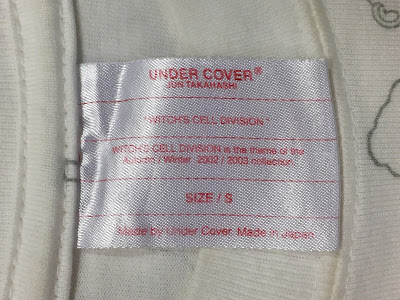 UNDER COVER®
JUN TAKAHASHI
" WITCH'S CELL DIVISION "
WITCH'S CELL DIVISION is the theme of the
Autumn / Winter 2002 / 2003 collection.
SIZE / S
Made by Under Cover. Made in Japan